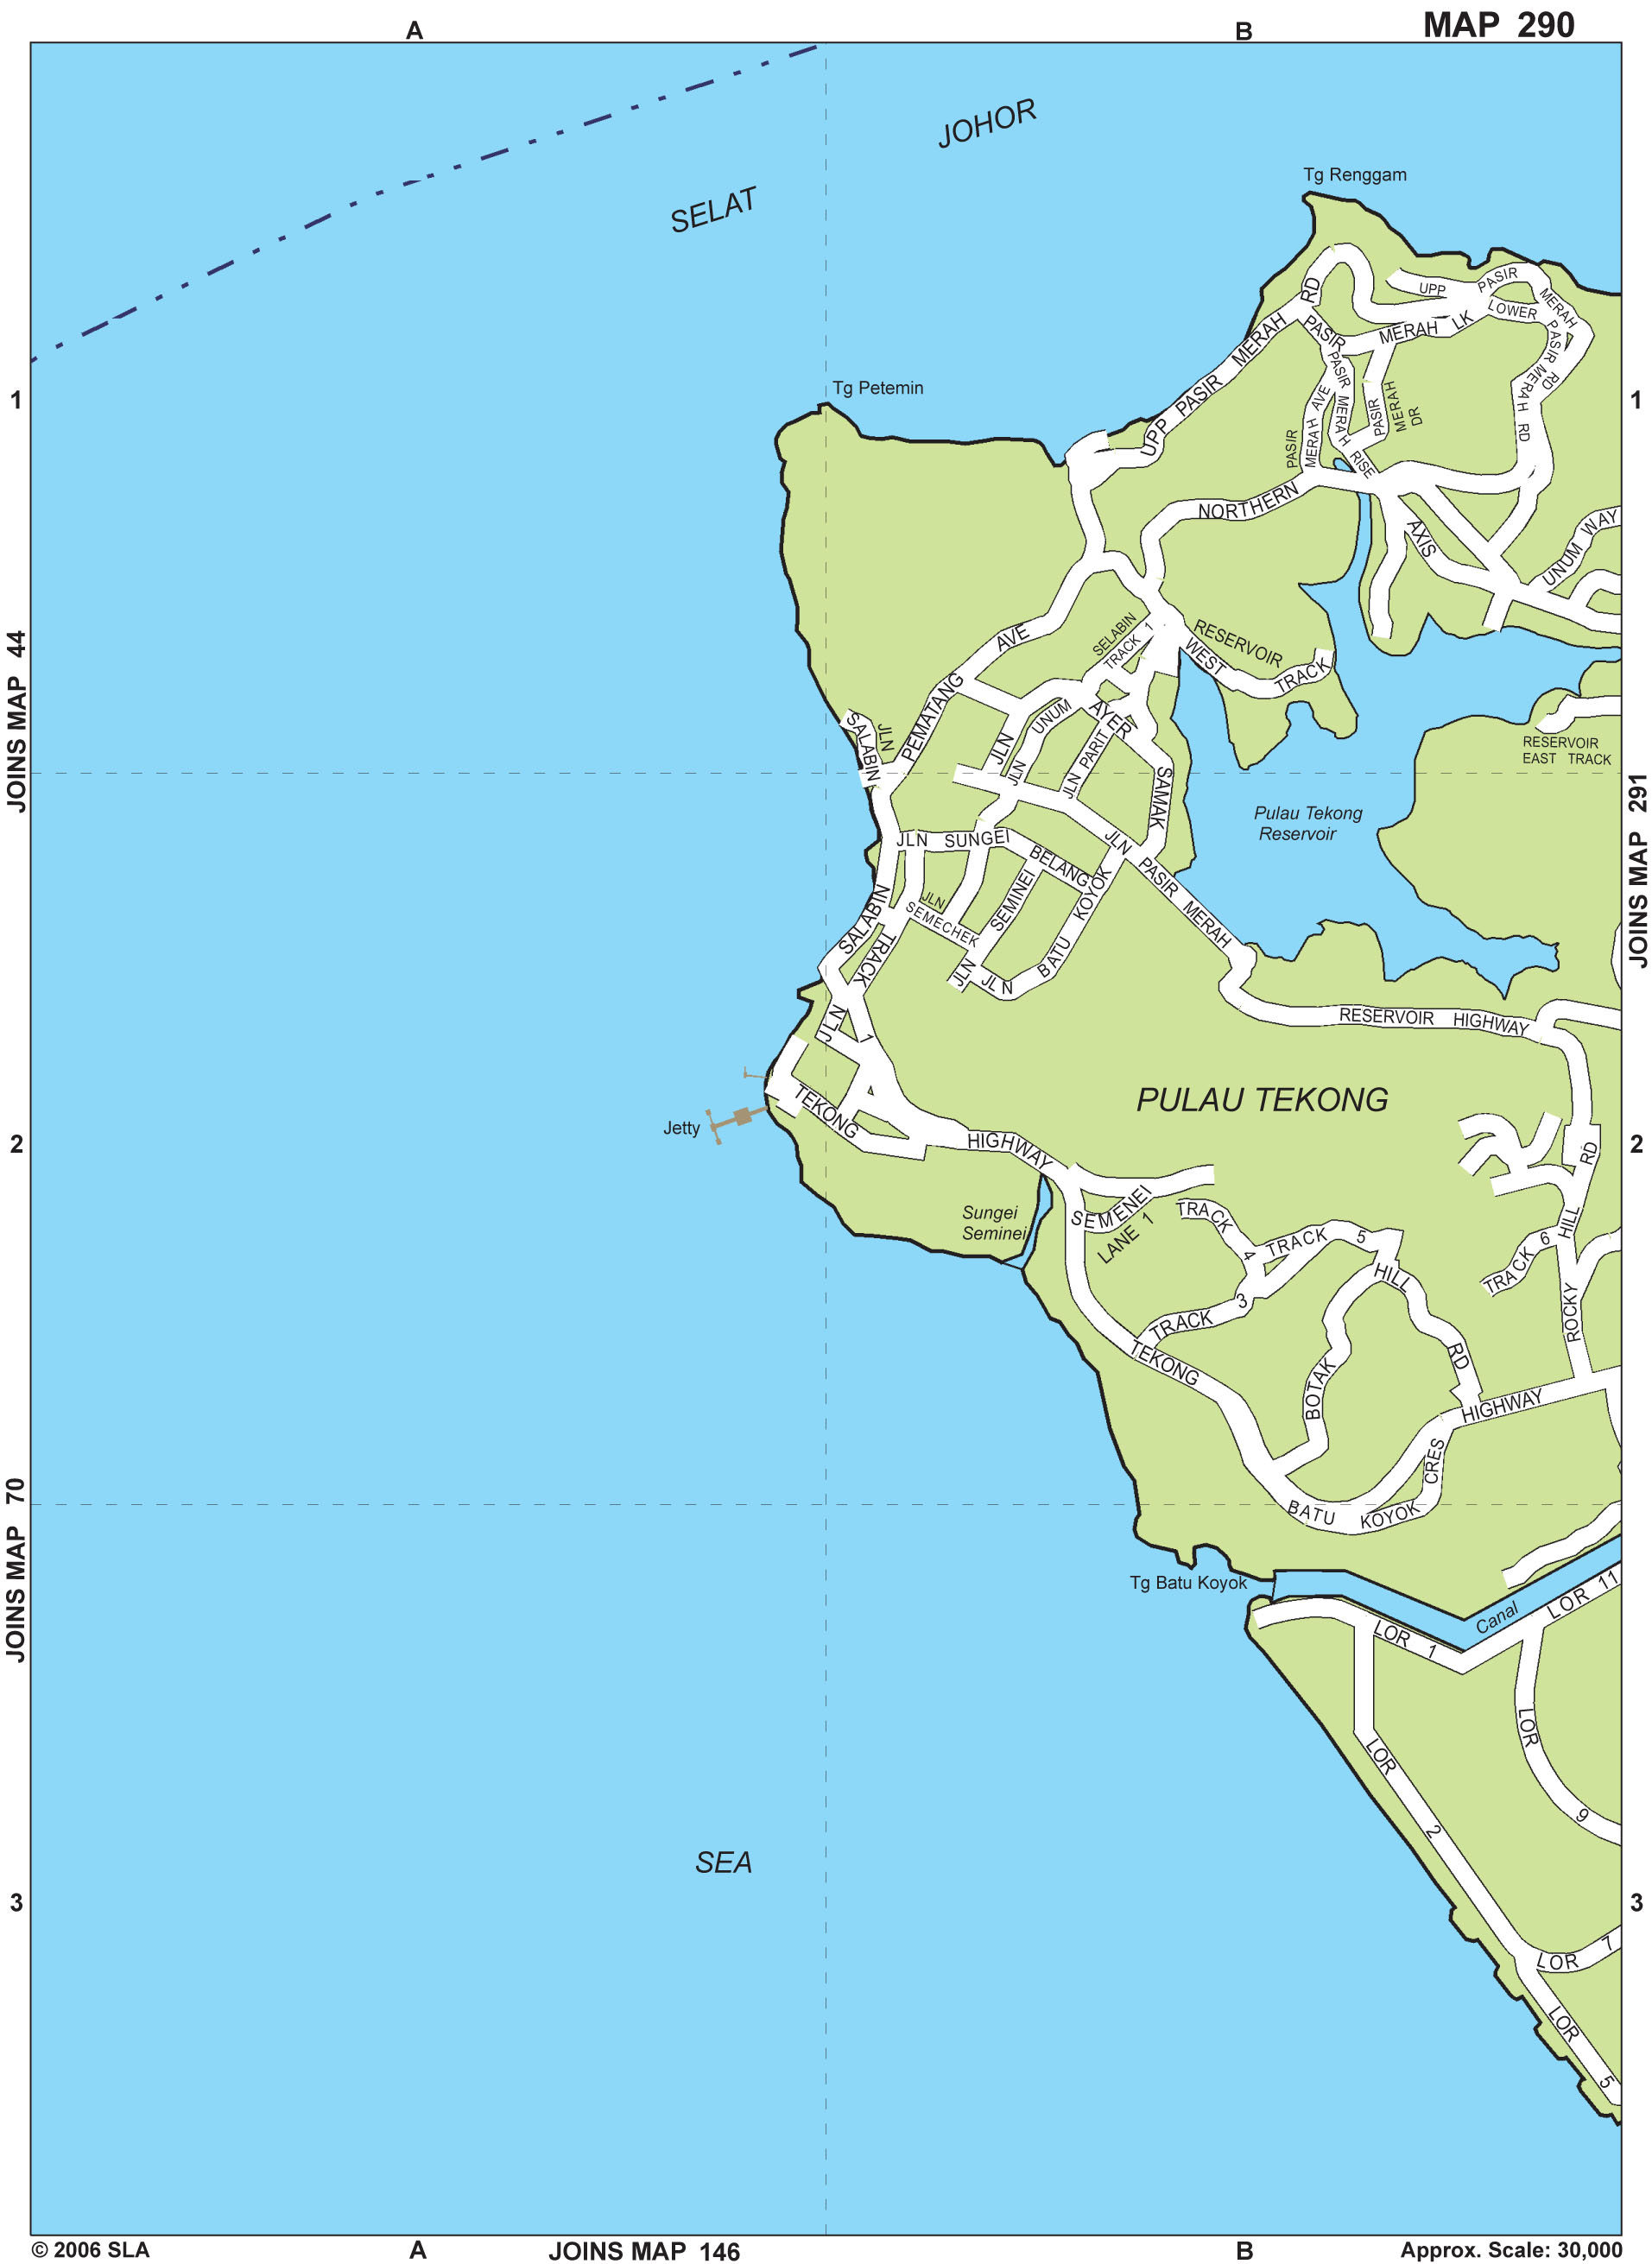 A
B
MAP 290
JOHOR
SELAT
Tg Renggam
Tg Petemin
UPP PASIR MERAH RD
UPP
PASIR
MERAH
LOWER
PASIR MERAH RD
PASIR
MERAH LK
PASIR MERAH RISE
PASIR
MERAH AVE
PASIR
MERAH
DR
MERAH RD
1
1
NORTHERN
AXIS
UNUM WAY
JOINS MAP 44
PEMATANG AVE
SELABIN
TRACK 1
RESERVOIR
WEST TRACK
SALABIN
JLN
JLN
JLN UNUM
AYER
JLN PARIT
SAMAK
RESERVOIR
EAST TRACK
Pulau Tekong
Reservoir
JOINS MAP 291
JLN SUNGEI
BELANG
JLN PASIR MERAH
JLN
SEMECHEK
JLN SEMINEI
JLN BATU KOYOK
JLN SALABIN
TRACK 1
RESERVOIR HIGHWAY
PULAU TEKONG
Jetty
TEKONG
HIGHWAY
2
2
Sungei
Seminei
SEMENEI
LANE 1
TRACK 4
TRACK 5
TRACK 3
TRACK 6
ROCKY HILL RD
BOTAK HILL RD
TEKONG
HIGHWAY
BATU KOYOK CRES
JOINS MAP 70
Tg Batu Koyok
Canal
LOR 1
LOR 11
LOR 2
LOR 9
SEA
3
3
LOR 7
LOR 5
© 2006 SLA
A
JOINS MAP 146
B
Approx. Scale: 30,000